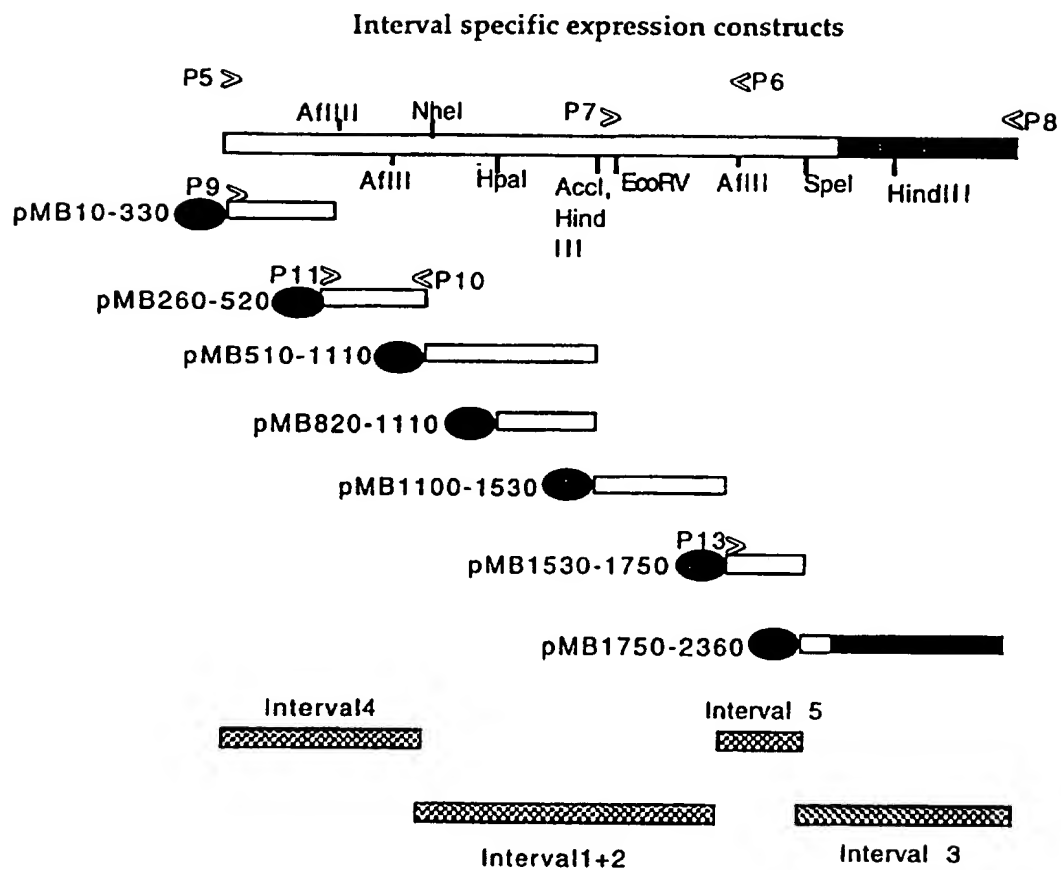 Interval specific expression constructs
P5 P6
AflIII NheI P7 P8
AflII HpaI AccI, EcoRV AflII SpeI HindIII
Hind
III
P9
pMB10-330
P11 P10
pMB260-520
pMB510-1110
pMB820-1110
pMB1100-1530
P13
pMB1530-1750
pMB1750-2360
Interval4 Interval 5
Interval1+2 Interval 3